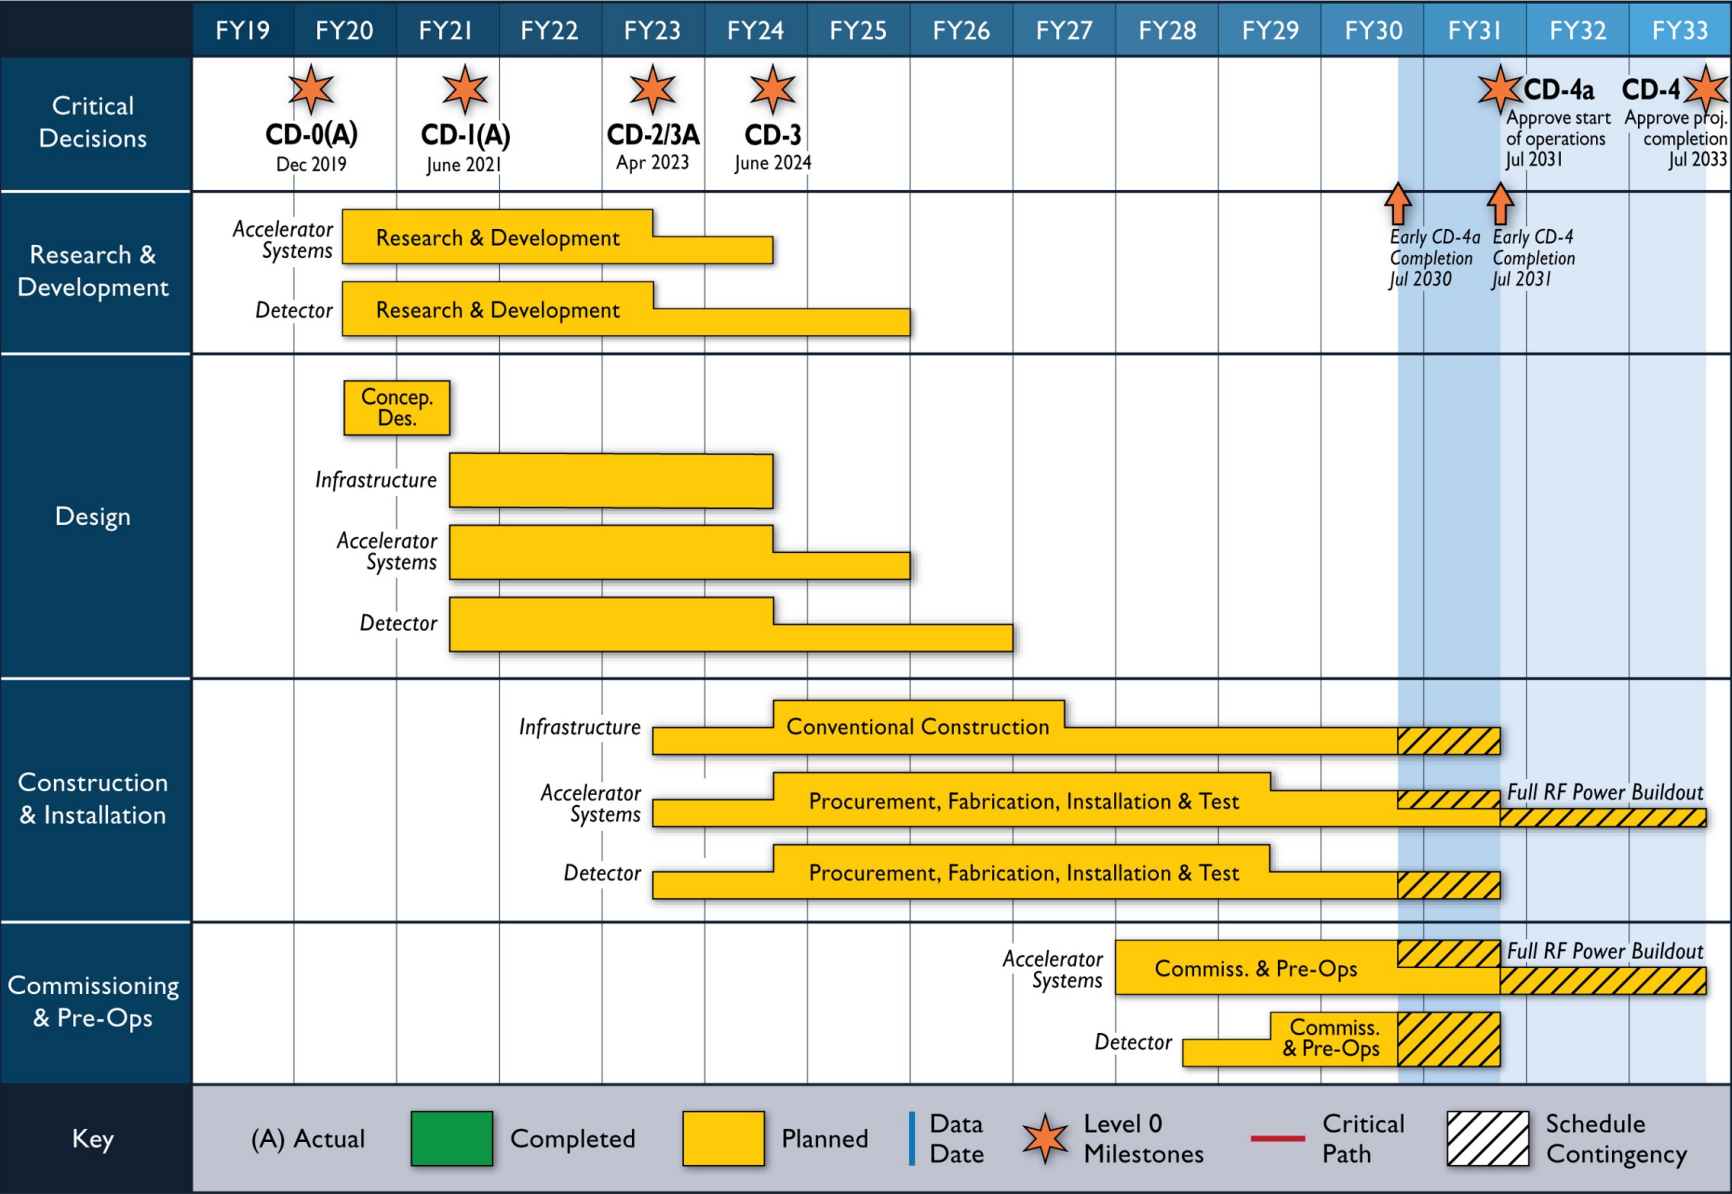 FY19 FY20 FY21 FY22 FY23 FY24 FY25 FY26 FY27 FY28 FY29 FY30 FY31 FY32 FY33
Critical
Decisions
CD-0(A)
Dec 2019
CD-1(A)
June 2021
CD-2/3A
Apr 2023
CD-3
June 2024
CD-4a
Approve start
of operations
Jul 2031
CD-4
Approve proj.
completion
Jul 2033
Early CD-4a
Completion
Jul 2030
Early CD-4
Completion
Jul 2031
Research &
Development
Accelerator
Systems
Research & Development
Detector
Research & Development
Design
Concep.
Des.
Infrastructure
Accelerator
Systems
Detector
Construction
& Installation
Infrastructure
Conventional Construction
Accelerator
Systems
Procurement, Fabrication, Installation & Test
Full RF Power Buildout
Detector
Procurement, Fabrication, Installation & Test
Commissioning
& Pre-Ops
Accelerator
Systems
Commiss. & Pre-Ops
Full RF Power Buildout
Detector
Commiss.
& Pre-Ops
Key
(A) Actual
Completed
Planned
Data
Date
Level 0
Milestones
Critical
Path
Schedule
Contingency